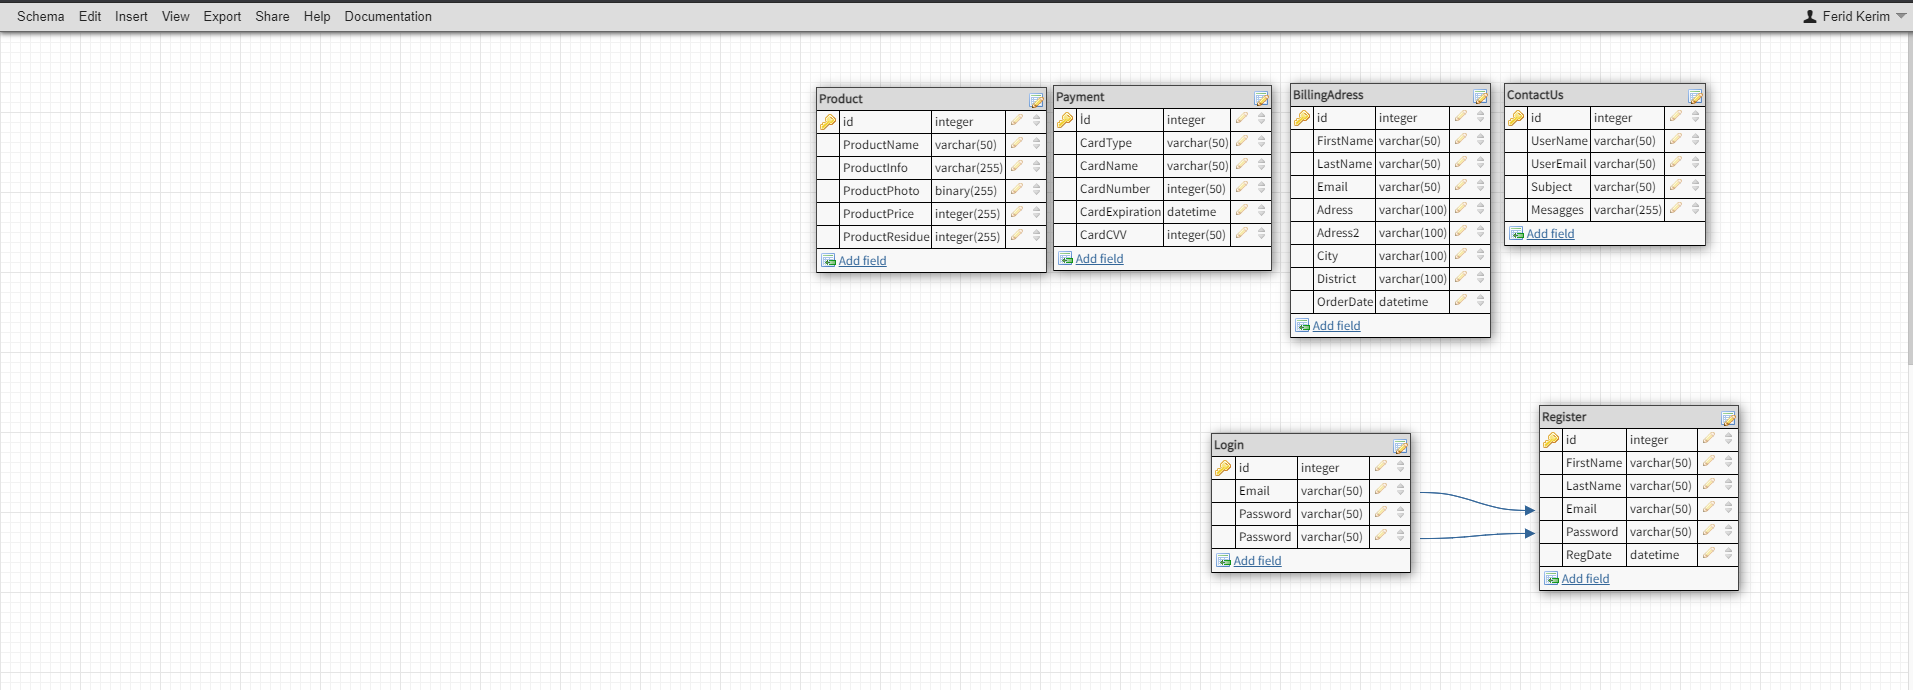 Schema Edit Insert View Export Share Help Documentation Ferid Kerim
Product
id integer
ProductName varchar(50)
ProductInfo varchar(255)
ProductPhoto binary(255)
ProductPrice integer(255)
ProductResidue integer(255)
Add field
Payment
İd integer
CardType varchar(50)
CardName varchar(50)
CardNumber integer(50)
CardExpiration datetime
CardCVV integer(50)
Add field
BillingAdress
id integer
FirstName varchar(50)
LastName varchar(50)
Email varchar(50)
Adress varchar(100)
Adress2 varchar(100)
City varchar(100)
District varchar(100)
OrderDate datetime
Add field
ContactUs
id integer
UserName varchar(50)
UserEmail varchar(50)
Subject varchar(50)
Mesagges varchar(255)
Add field
Login
id integer
Email varchar(50)
Password varchar(50)
Password varchar(50)
Add field
Register
id integer
FirstName varchar(50)
LastName varchar(50)
Email varchar(50)
Password varchar(50)
RegDate datetime
Add field